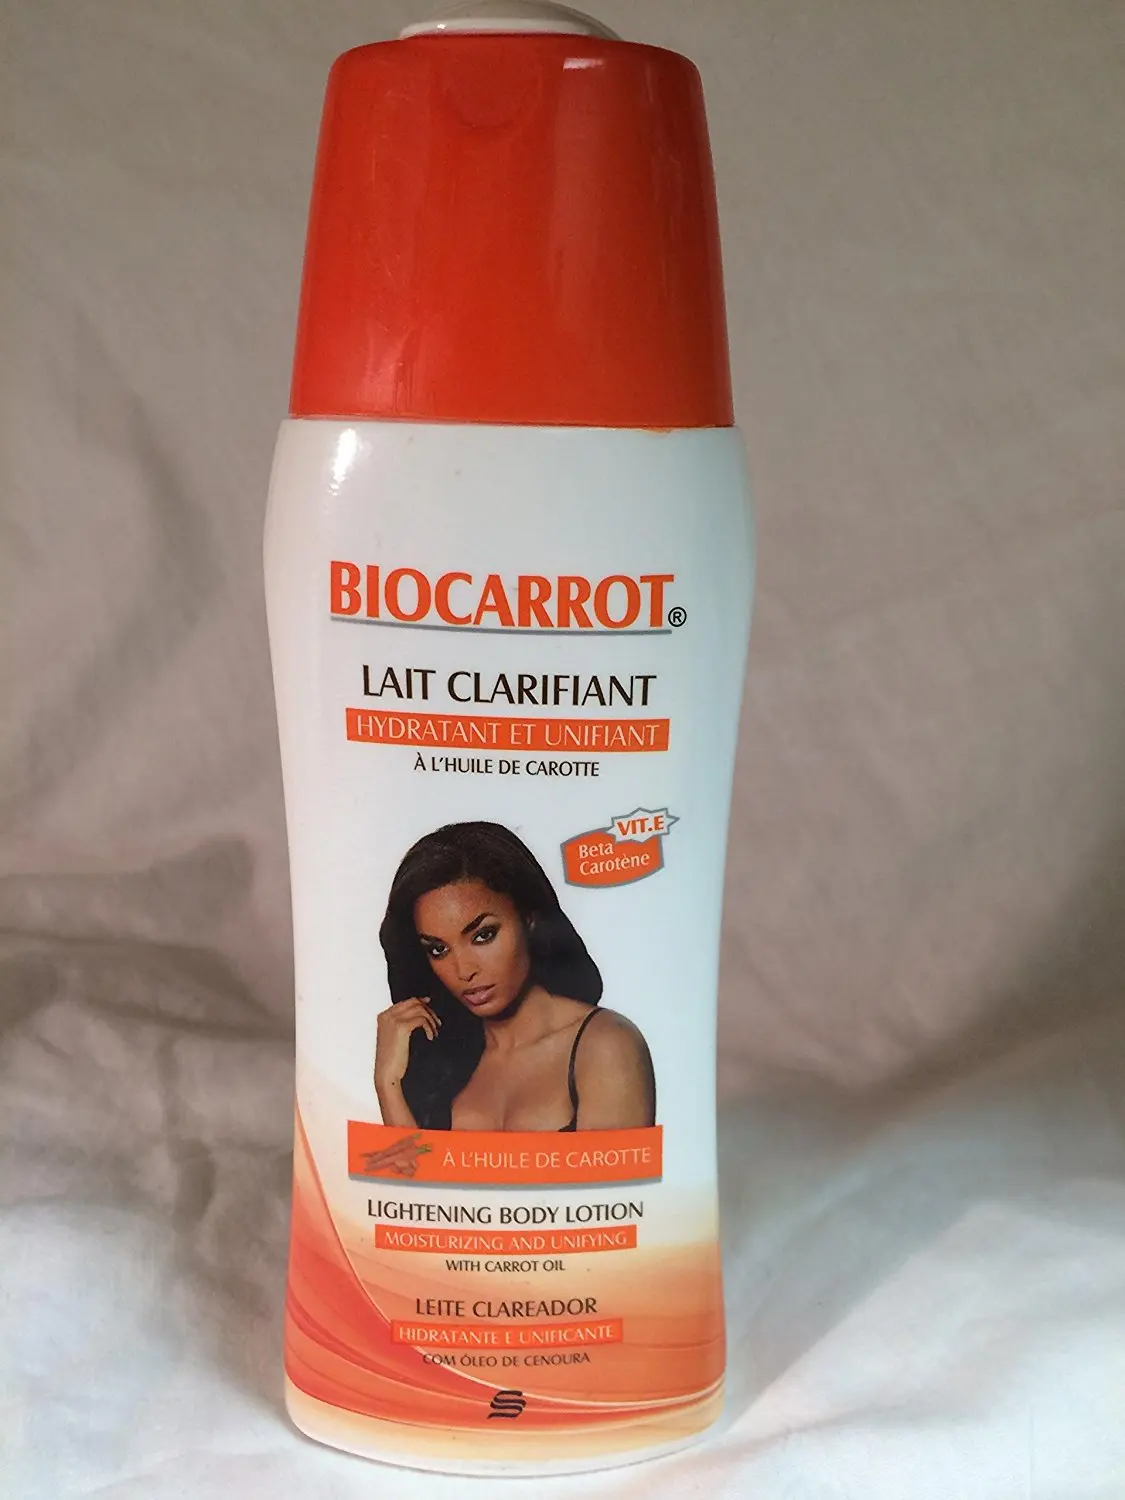 BIOCARROT®
LAIT CLARIFIANT
HYDRATANT ET UNIFIANT
À L'HUILE DE CAROTTE
VIT.E
Beta
Carotène
À L'HUILE DE CAROTTE
LIGHTENING BODY LOTION
MOISTURIZING AND UNIFYING
WITH CARROT OIL
LEITE CLAREADOR
HIDRATANTE E UNIFICANTE
COM ÓLEO DE CENOURA